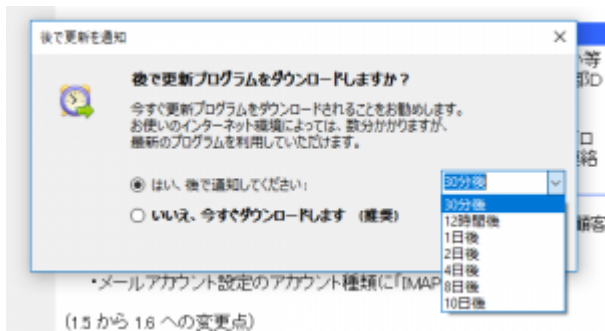 後で更新を通知
後で更新プログラムをダウンロードしますか？
今すぐ更新プログラムをダウンロードされることをお勧めします。
お使いのインターネット環境によっては、数分かかりますが、
最新のプログラムを利用していただけます。
はい、後で通知してください:
30分後
いいえ、今すぐダウンロードします (推奨)
30分後
12時間後
1日後
2日後
4日後
8日後
10日後
等
部D
ロ
絡
顧客
・メールアカウント設定のアカウント種類に「IMAP
(1.5 から 1.6 への変更点)